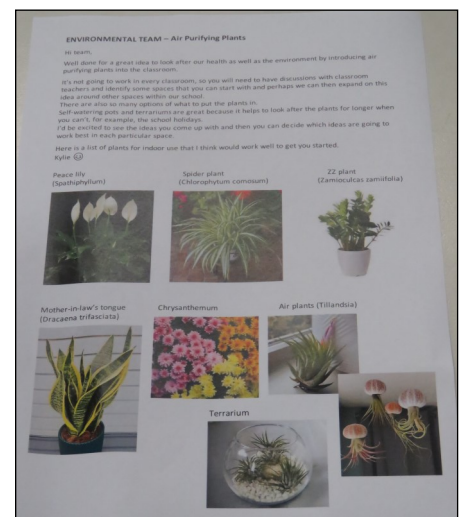 ENVIRONMENTAL TEAM – Air Purifying Plants
Hi team,
Well done for a great idea to look after our health as well as the environment by introducing air
purifying plants into the classroom.
It's not going to work in every classroom, so you will need to have discussions with classroom
teachers and identify some spaces that you can start with and perhaps we can then expand on this
idea around other spaces within our school.
There are also so many options of what to put the plants in.
Self-watering pots and terrariums are great because it helps to look after the plants for longer when
you can't, for example, the school holidays.
I'd be excited to see the ideas you come up with and then you can decide which ideas are going to
work best in each particular space.
Here is a list of plants for indoor use that I think would work well to get you started.
Kylie ☺
Peace lily
(Spathiphyllum)
Spider plant
(Chlorophytum comosum)
ZZ plant
(Zamioculcas zamiifolia)
Mother-in-law's tongue
(Dracaena trifasciata)
Chrysanthemum
Air plants (Tillandsia)
Terrarium